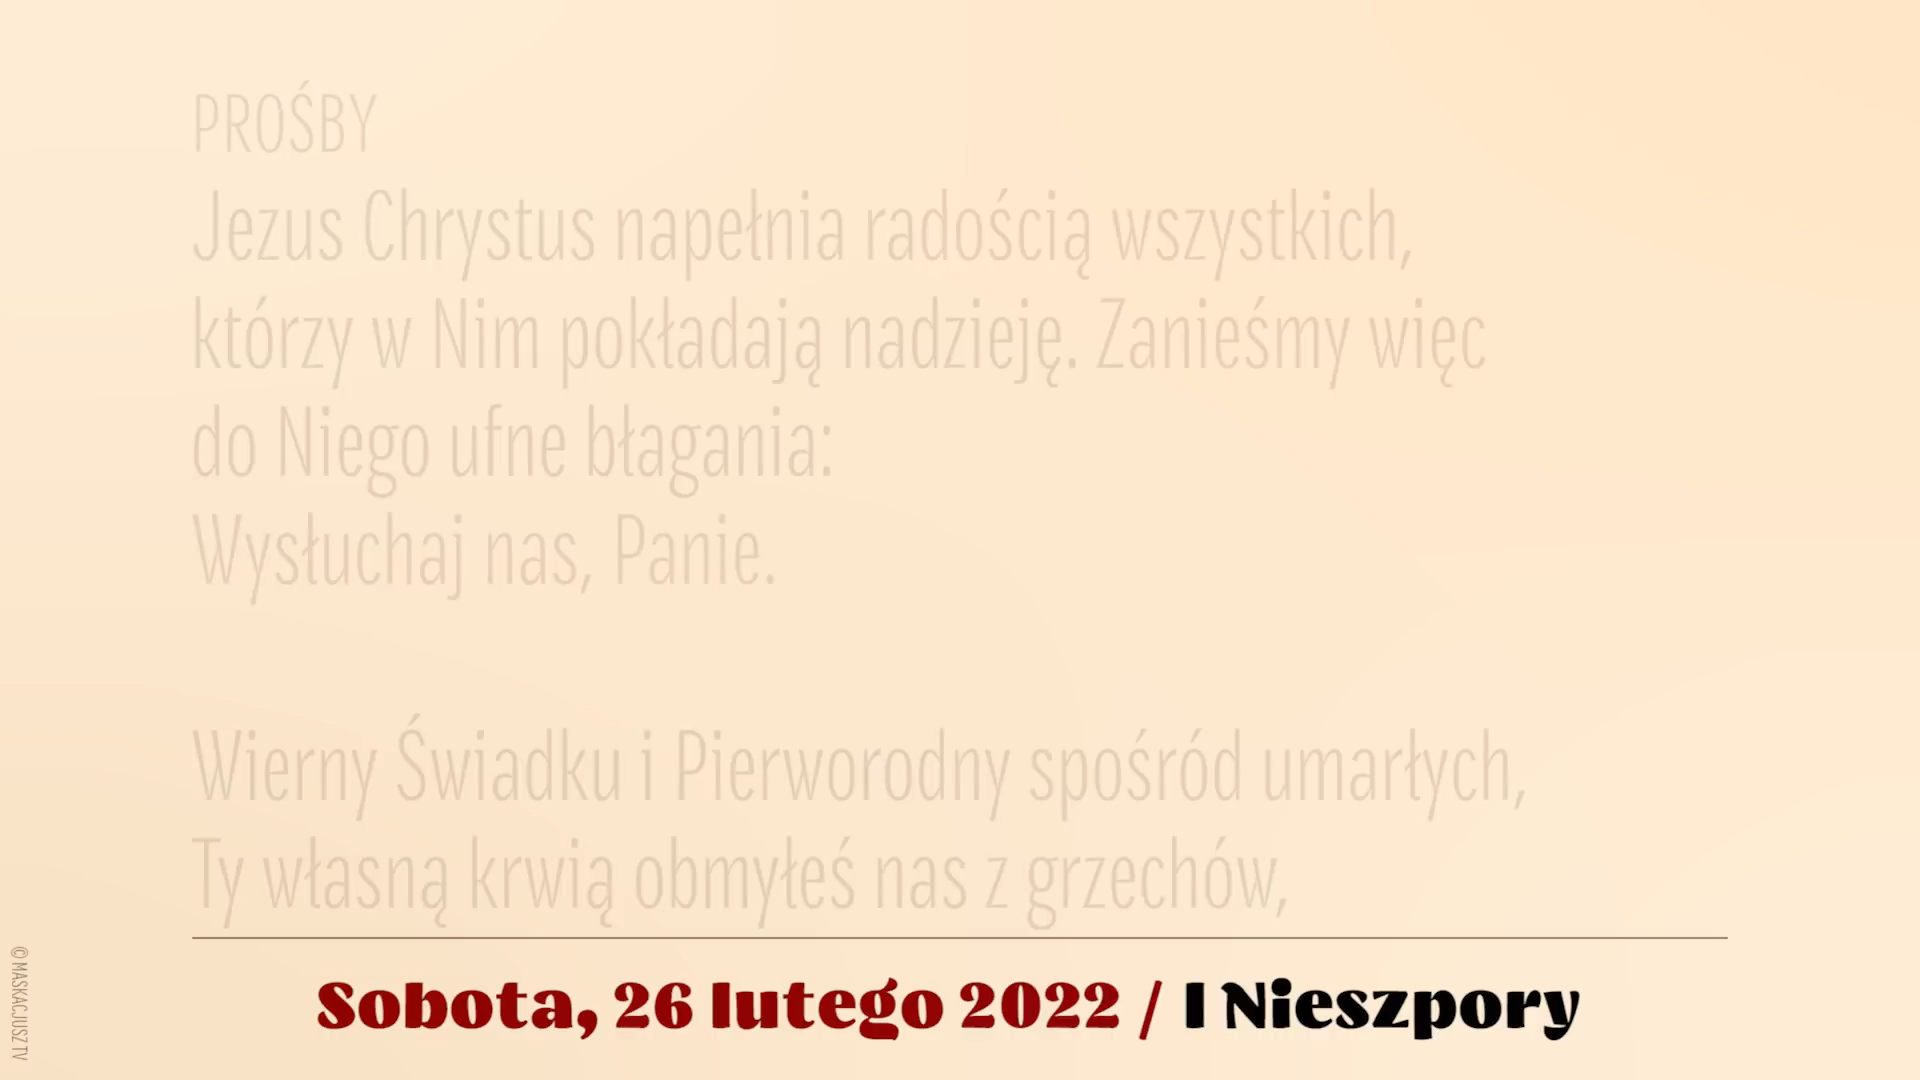 PROŚBY
Jezus Chrystus napełnia radością wszystkich,
którzy w Nim pokładają nadzieję. Zanieśmy więc
do Niego ufne błagania:
Wysłuchaj nas, Panie.
Wierny Świadku i Pierworodny spośród umarłych,
Ty własną krwią obmyłeś nas z grzechów,
Sobota, 26 lutego 2022 / I Nieszpory
© MASKACJUSZ TV